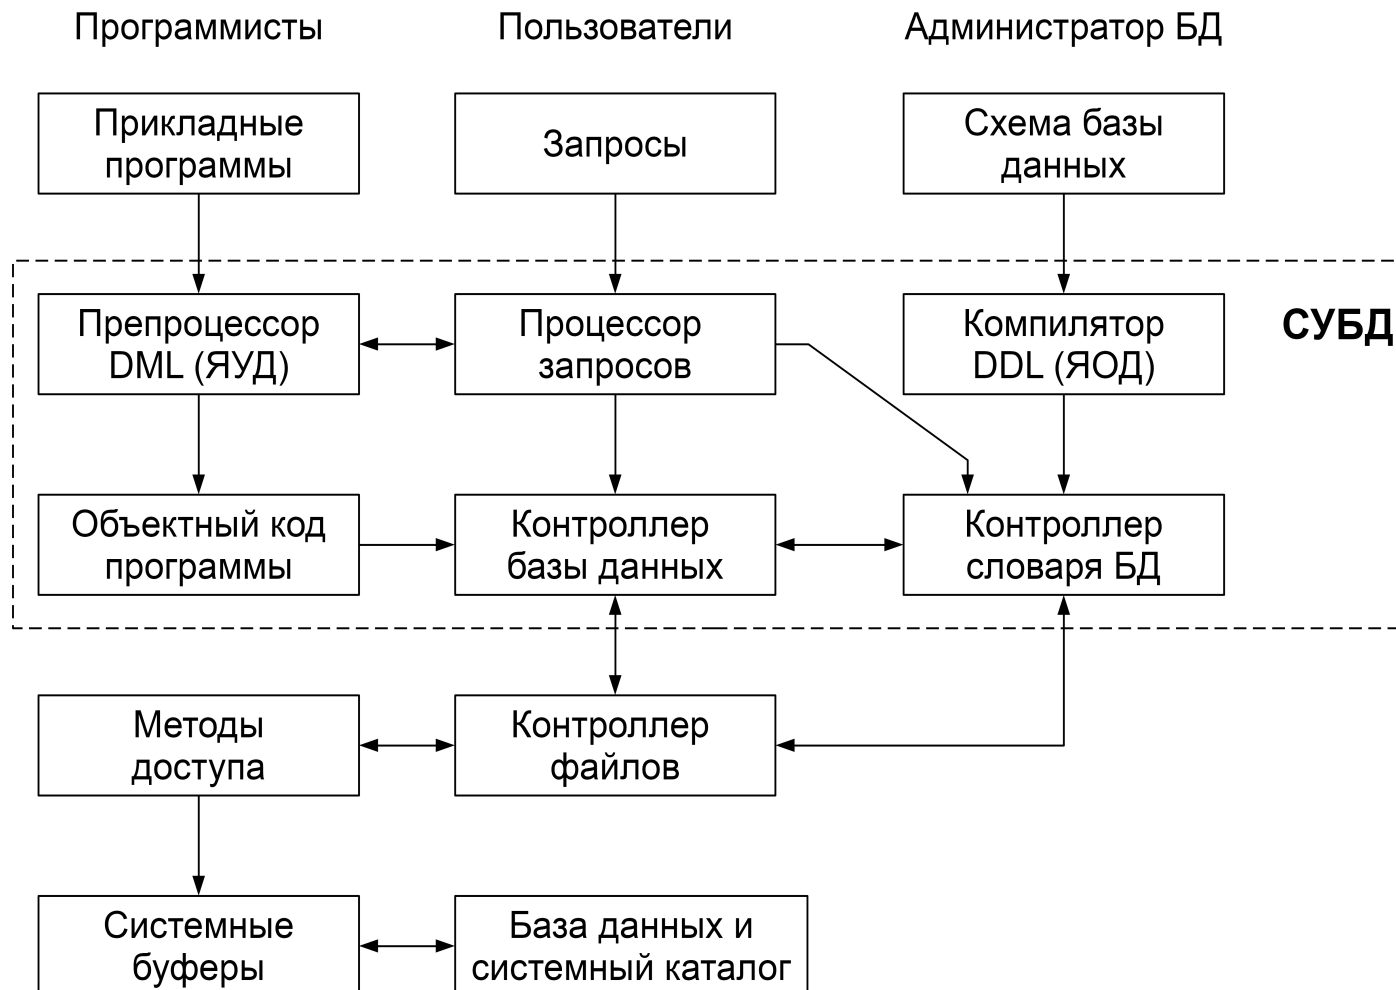 Программисты
Пользователи
Администратор БД
Прикладные
программы
Запросы
Схема базы
данных
Препроцессор
DML (ЯУД)
Процессор
запросов
Компилятор
DDL (ЯОД)
СУБД
Объектный код
программы
Контроллер
базы данных
Контроллер
словаря БД
Методы
доступа
Контроллер
файлов
Системные
буферы
База данных и
системный каталог